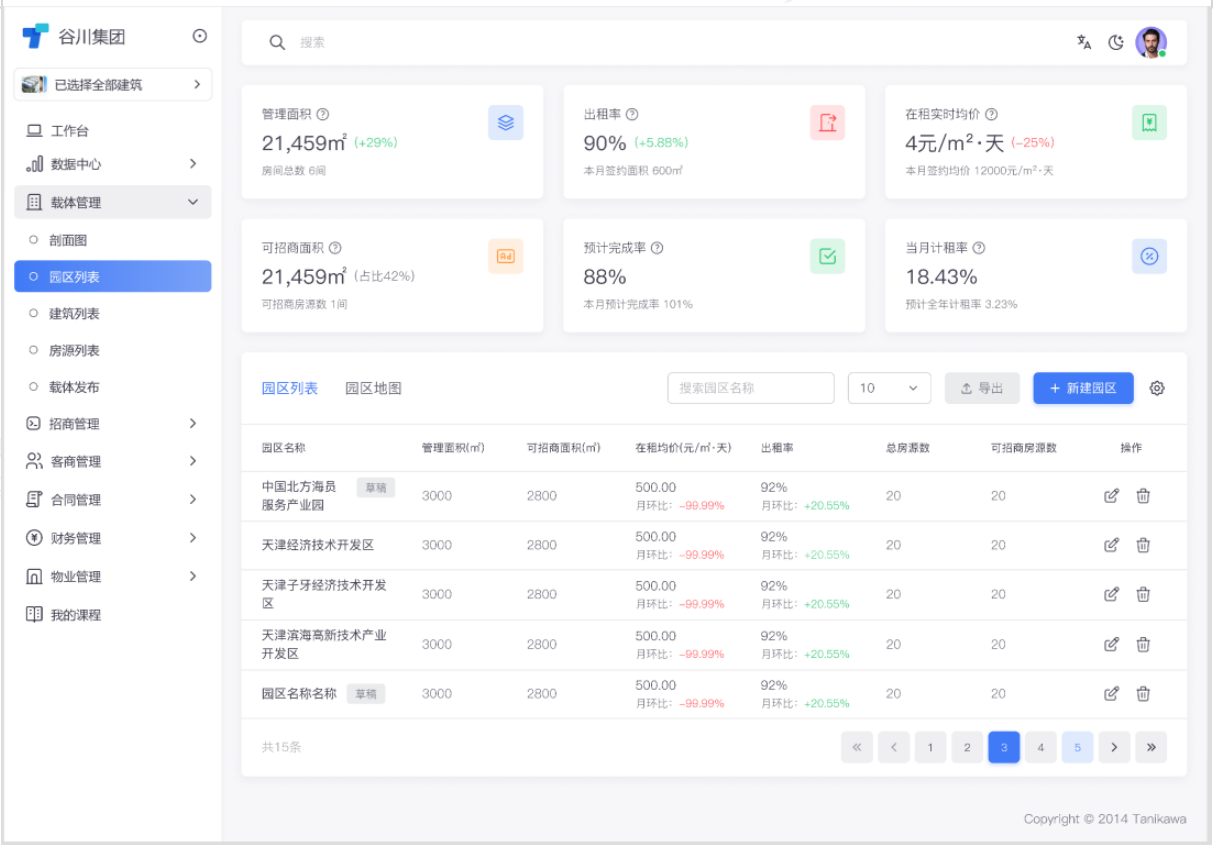 谷川集团
已选择全部建筑
工作台
数据中心
载体管理
剖面图
园区列表
建筑列表
房源列表
载体发布
招商管理
客商管理
合同管理
财务管理
物业管理
我的课程
搜索
管理面积
21,459㎡ (+29%)
房间总数 6间
出租率
90% (+5.88%)
本月签约面积 600㎡
在租实时均价
4元/m²·天 (-25%)
本月签约均价 12000元/m²·天
可招商面积
21,459㎡ (占比42%)
可招商房源数 1间
Ad
预计完成率
88%
本月预计完成率 101%
当月计租率
18.43%
预计全年计租率 3.23%
园区列表 园区地图 搜索园区名称 10 导出 + 新建园区
园区名称 管理面积(㎡) 可招商面积(㎡) 在租均价(元/㎡·天) 出租率 总房源数 可招商房源数 操作
中国北方海员 草稿 3000 2800 500.00 92% 20 20
服务产业园 月环比：-99.99% 月环比：+20.55%
天津经济技术开发区 3000 2800 500.00 92% 20 20
月环比：-99.99% 月环比：+20.55%
天津子牙经济技术开发 3000 2800 500.00 92% 20 20
区 月环比：-99.99% 月环比：+20.55%
天津滨海高新技术产业 3000 2800 500.00 92% 20 20
开发区 月环比：-99.99% 月环比：+20.55%
园区名称名称 草稿 3000 2800 500.00 92% 20 20
月环比：-99.99% 月环比：+20.55%
共15条 « < 1 2 3 4 5 > »
Copyright © 2014 Tanikawa